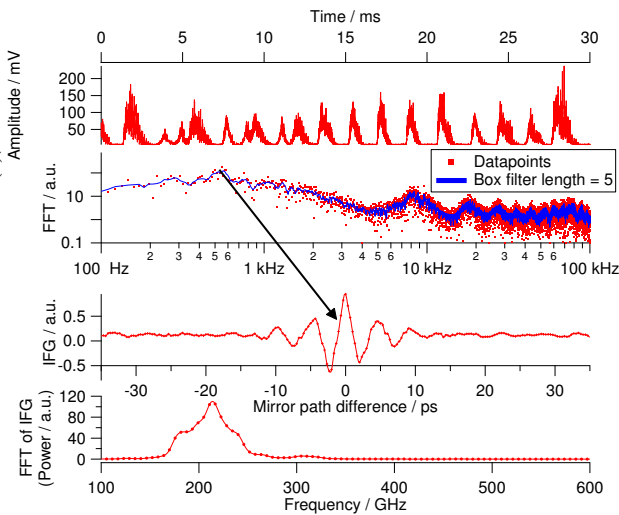 Time / ms
0 5 10 15 20 25 30
Amplitude / mV
200
150
100
50
FFT / a.u.
10
0.1
Datapoints
Box filter length = 5
2 3 4 5 6 2 3 4 5 6 2 3 4 5 6
100 Hz 1 kHz 10 kHz 100 kHz
IFG / a.u.
0.5
0.0
-0.5
-30 -20 -10 0 10 20 30
Mirror path difference / ps
FFT of IFG
(Power / a.u.)
120
80
40
0
100 200 300 400 500 600
Frequency / GHz